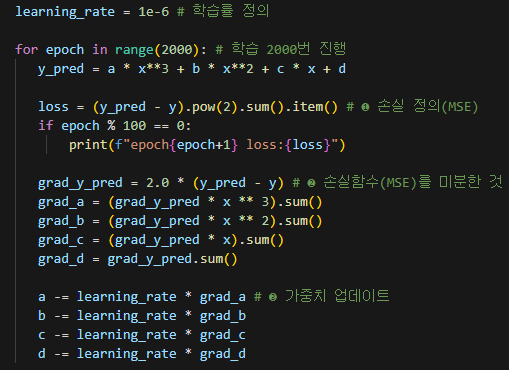 learning_rate = 1e-6 # 학습률 정의
for epoch in range(2000): # 학습 2000번 진행
    y_pred = a * x**3 + b * x**2 + c * x + d
    loss = (y_pred - y).pow(2).sum().item() # ❶ 손실 정의(MSE)
    if epoch % 100 == 0:
        print(f"epoch{epoch+1} loss:{loss}")
    grad_y_pred = 2.0 * (y_pred - y) # ❷ 손실함수(MSE)를 미분한 것
    grad_a = (grad_y_pred * x ** 3).sum()
    grad_b = (grad_y_pred * x ** 2).sum()
    grad_c = (grad_y_pred * x).sum()
    grad_d = grad_y_pred.sum()
    a -= learning_rate * grad_a # ❸ 가중치 업데이트
    b -= learning_rate * grad_b
    c -= learning_rate * grad_c
    d -= learning_rate * grad_d